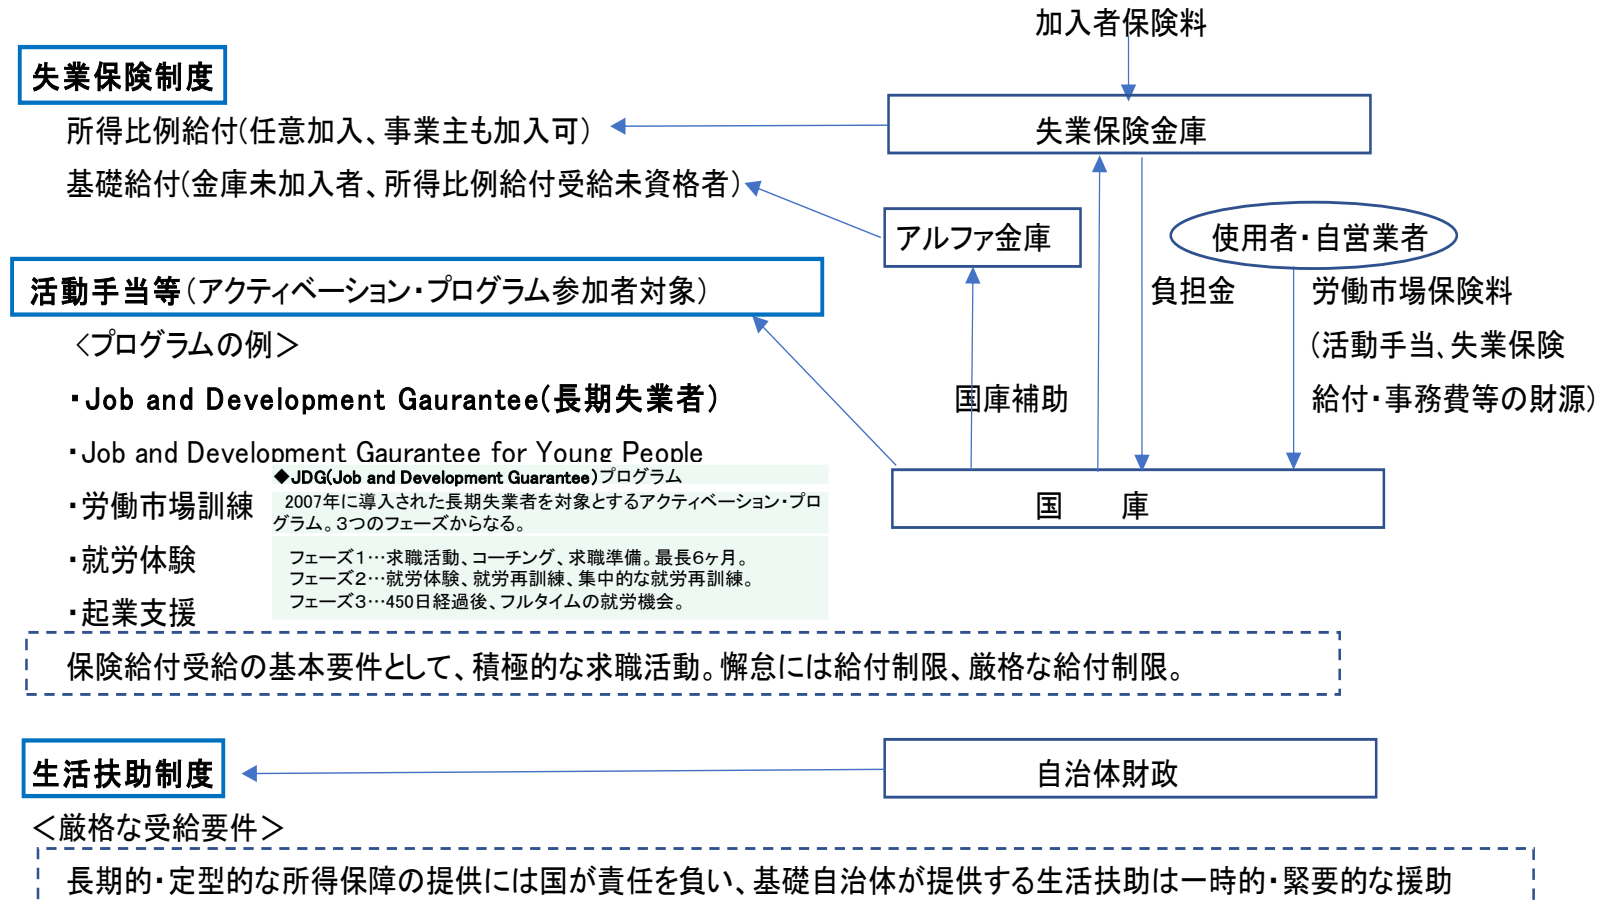 加入者保険料
失業保険制度
所得比例給付(任意加入、事業主も加入可)
失業保険金庫
基礎給付(金庫未加入者、所得比例給付受給未資格者)
アルファ金庫
使用者・自営業者
活動手当等(アクティベーション・プログラム参加者対象)
負担金
労働市場保険料
(活動手当、失業保険
給付・事務費等の財源)
<プログラムの例>
・Job and Development Gaurantee(長期失業者)
国庫補助
・Job and Development Gaurantee for Young People
◆JDG(Job and Development Guarantee)プログラム
2007年に導入された長期失業者を対象とするアクティベーション・プロ
グラム。3つのフェーズからなる。
・労働市場訓練
国 庫
フェーズ1…求職活動、コーチング、求職準備。最長6ヶ月。
フェーズ2…就労体験、就労再訓練、集中的な就労再訓練。
フェーズ3…450日経過後、フルタイムの就労機会。
・就労体験
・起業支援
保険給付受給の基本要件として、積極的な求職活動。懈怠には給付制限、厳格な給付制限。
生活扶助制度
自治体財政
<厳格な受給要件>
長期的・定型的な所得保障の提供には国が責任を負い、基礎自治体が提供する生活扶助は一時的・緊要的な援助